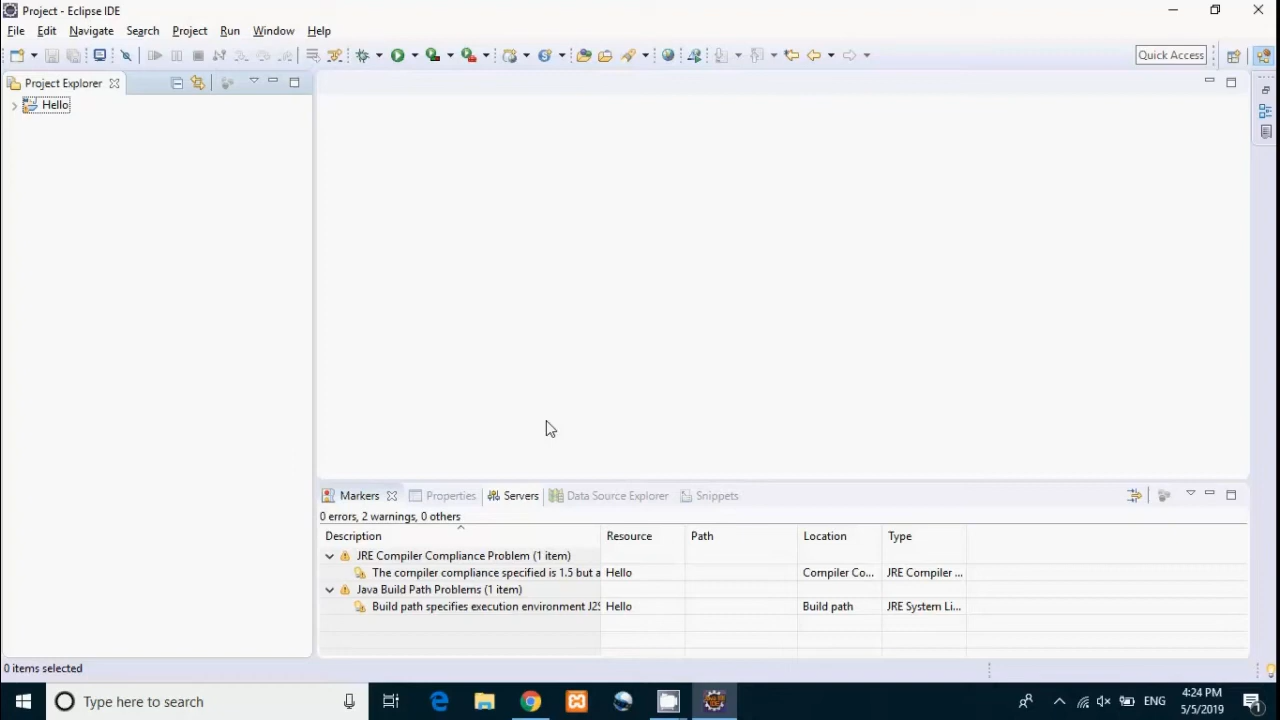 Project - Eclipse IDE
File Edit Navigate Search Project Run Window Help
Quick Access
Project Explorer
Hello
Markers Properties Servers Data Source Explorer Snippets
0 errors, 2 warnings, 0 others
Description Resource Path Location Type
JRE Compiler Compliance Problem (1 item)
The compiler compliance specified is 1.5 but a Hello Compiler Co... JRE Compiler ...
Java Build Path Problems (1 item)
Build path specifies execution environment J2S Hello Build path JRE System Li...
0 items selected
Type here to search
ENG
4:24 PM
5/5/2019
1